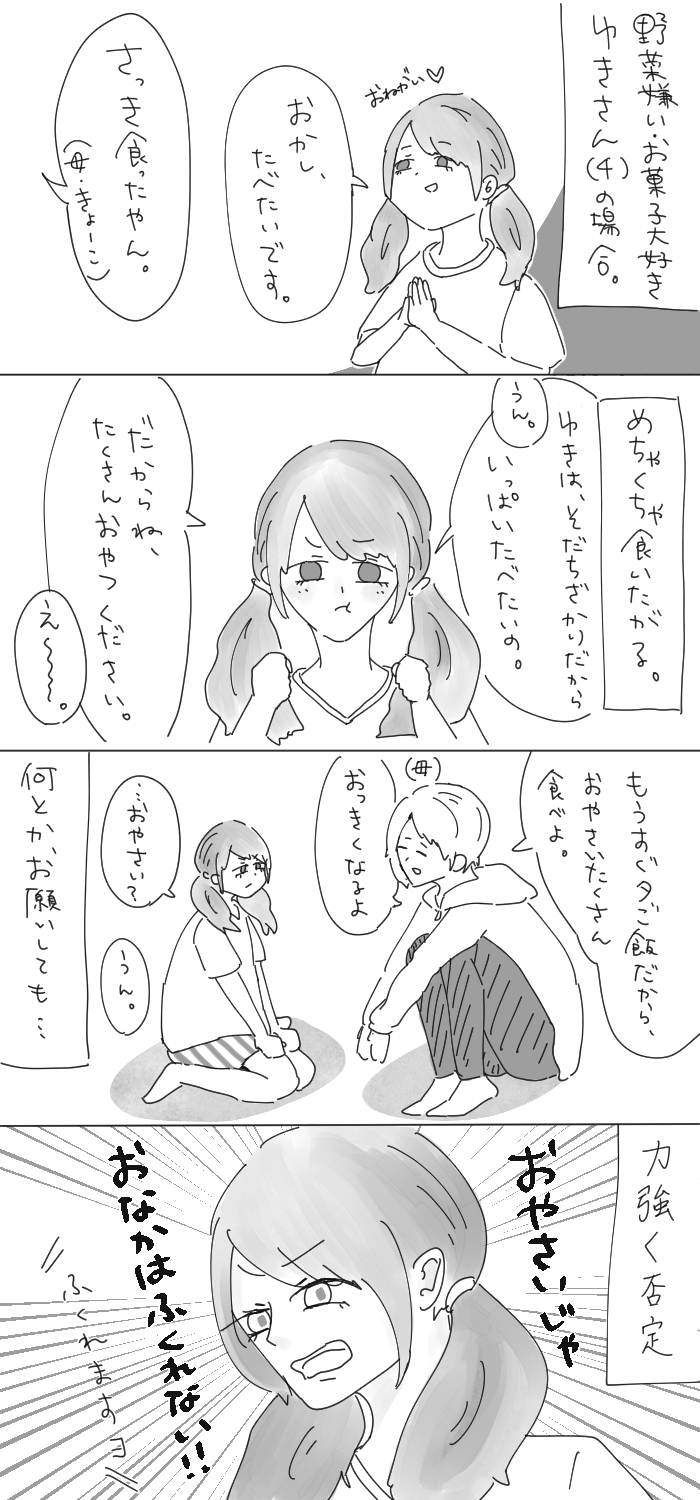 野菜嫌い・お菓子大好き
ゆきさん(4)の場合。
おねがい♡
おかし、
たべたいです。
さっき食ったやん。
(母・きょーこ)
めちゃくちゃ食いたがる。
ゆきは、そだちざかりだから
いっぱいたべたいの。
うん。
だからね、
たくさんおやつください。
え〜〜〜。
もうすぐ夕ご飯だから、
おやさいたくさん
食べよ。
(母)
おっきくなるよ
…おやさい?
うん。
何とか、お願いしても…
力強く否定
おやさいじゃ
おなかはふくれない!!
ふくれますヨ